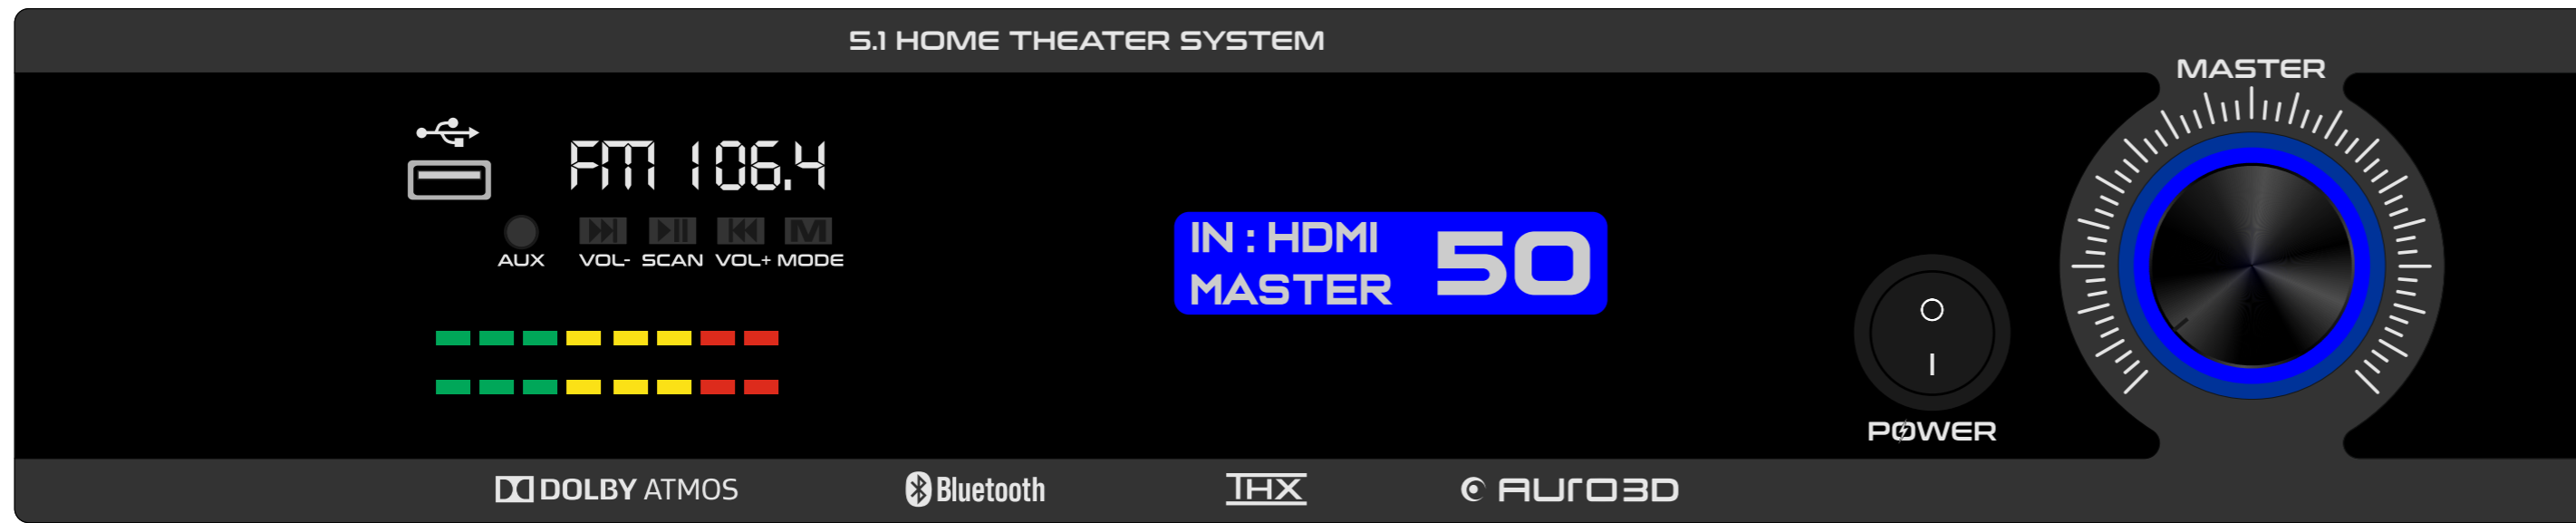 5.1 HOME THEATER SYSTEM
MASTER
FM 106.4
M
AUX VOL- SCAN VOL+ MODE
IN : HDMI
MASTER
50
POWER
DOLBY ATMOS
Bluetooth
THX
AURO3D